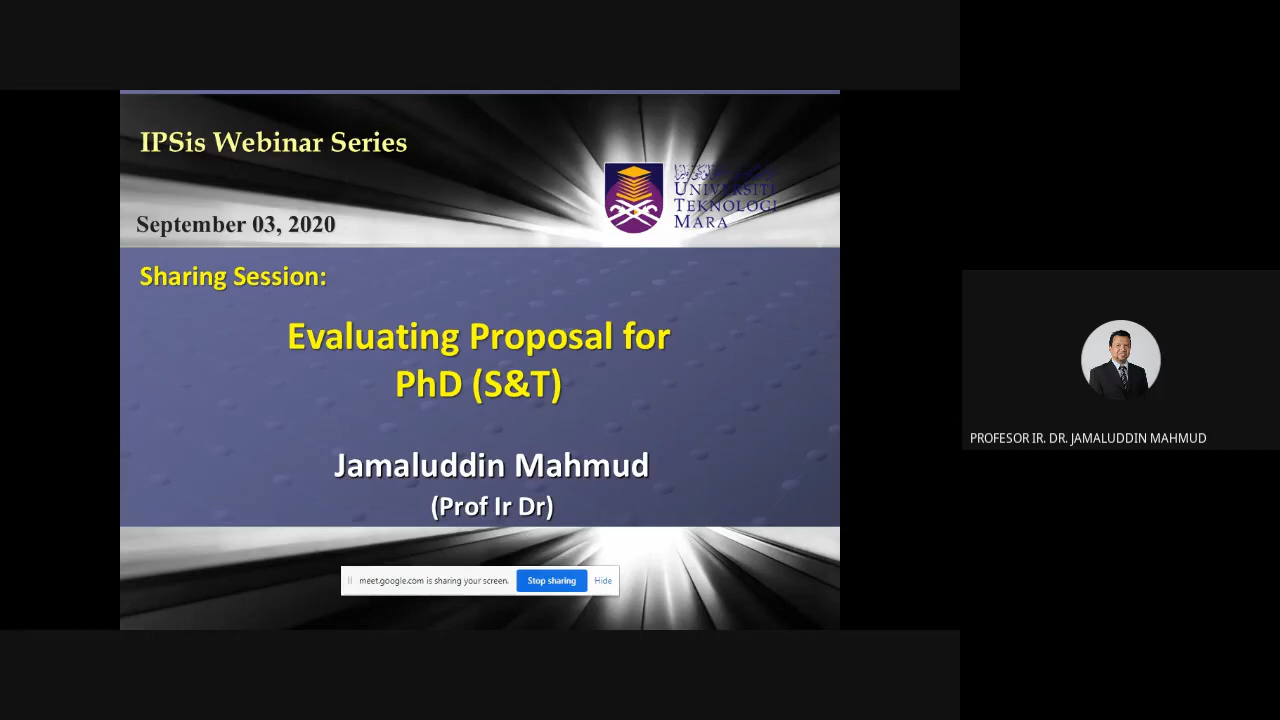 IPSis Webinar Series
UNIVERSITI
TEKNOLOGI
MARA
September 03, 2020
Sharing Session:
Evaluating Proposal for
PhD (S&T)
Jamaluddin Mahmud
(Prof Ir Dr)
meet.google.com is sharing your screen.
Stop sharing
Hide
PROFESOR IR. DR. JAMALUDDIN MAHMUD